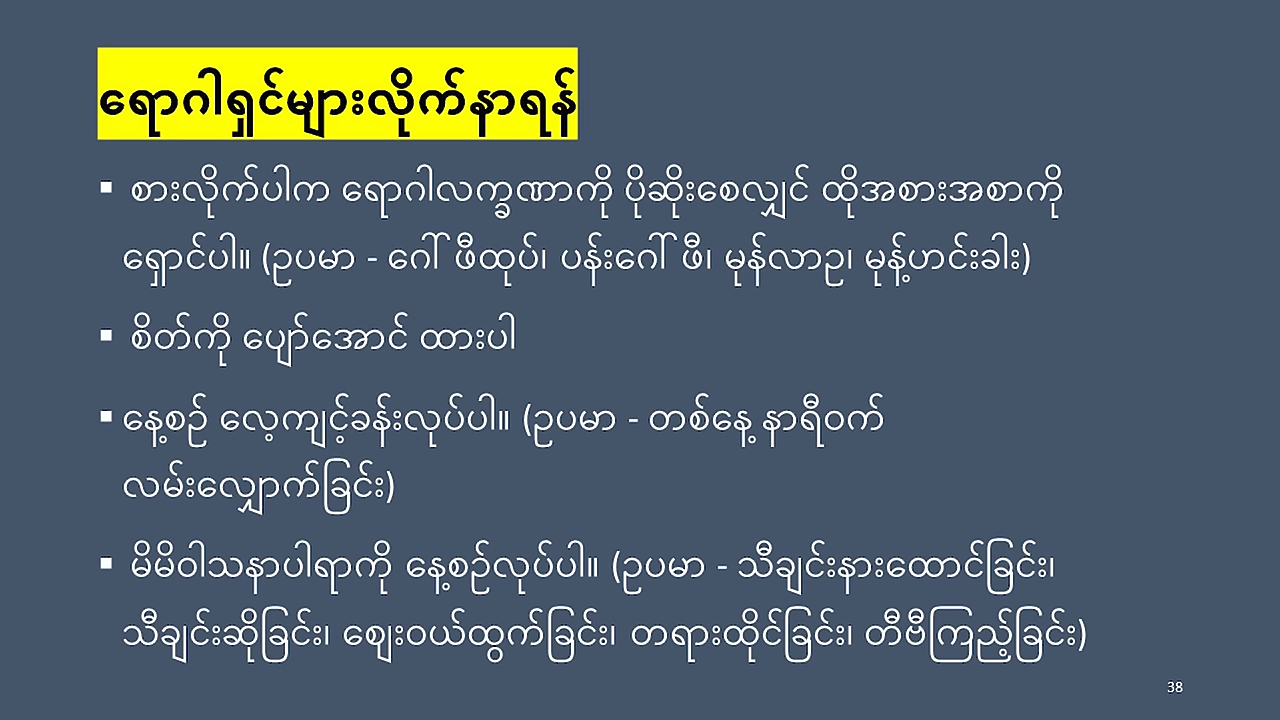 ရောဂါရှင်များလိုက်နာရန်
▪ စားလိုက်ပါက ရောဂါလက္ခဏာကို ပိုဆိုးစေလျှင် ထိုအစားအစာကို
ရှောင်ပါ။ (ဥပမာ - ဂေါ်ဖီထုပ်၊ ပန်းဂေါ်ဖီ၊ မုန်လာဥ၊ မုန့်ဟင်းခါး)
▪ စိတ်ကို ပျော်အောင် ထားပါ
▪ နေ့စဉ် လေ့ကျင့်ခန်းလုပ်ပါ။ (ဥပမာ - တစ်နေ့ နာရီဝက်
လမ်းလျှောက်ခြင်း)
▪ မိမိဝါသနာပါရာကို နေ့စဉ်လုပ်ပါ။ (ဥပမာ - သီချင်းနားထောင်ခြင်း၊
သီချင်းဆိုခြင်း၊ ဈေးဝယ်ထွက်ခြင်း၊ တရားထိုင်ခြင်း၊ တီဗီကြည့်ခြင်း)
38